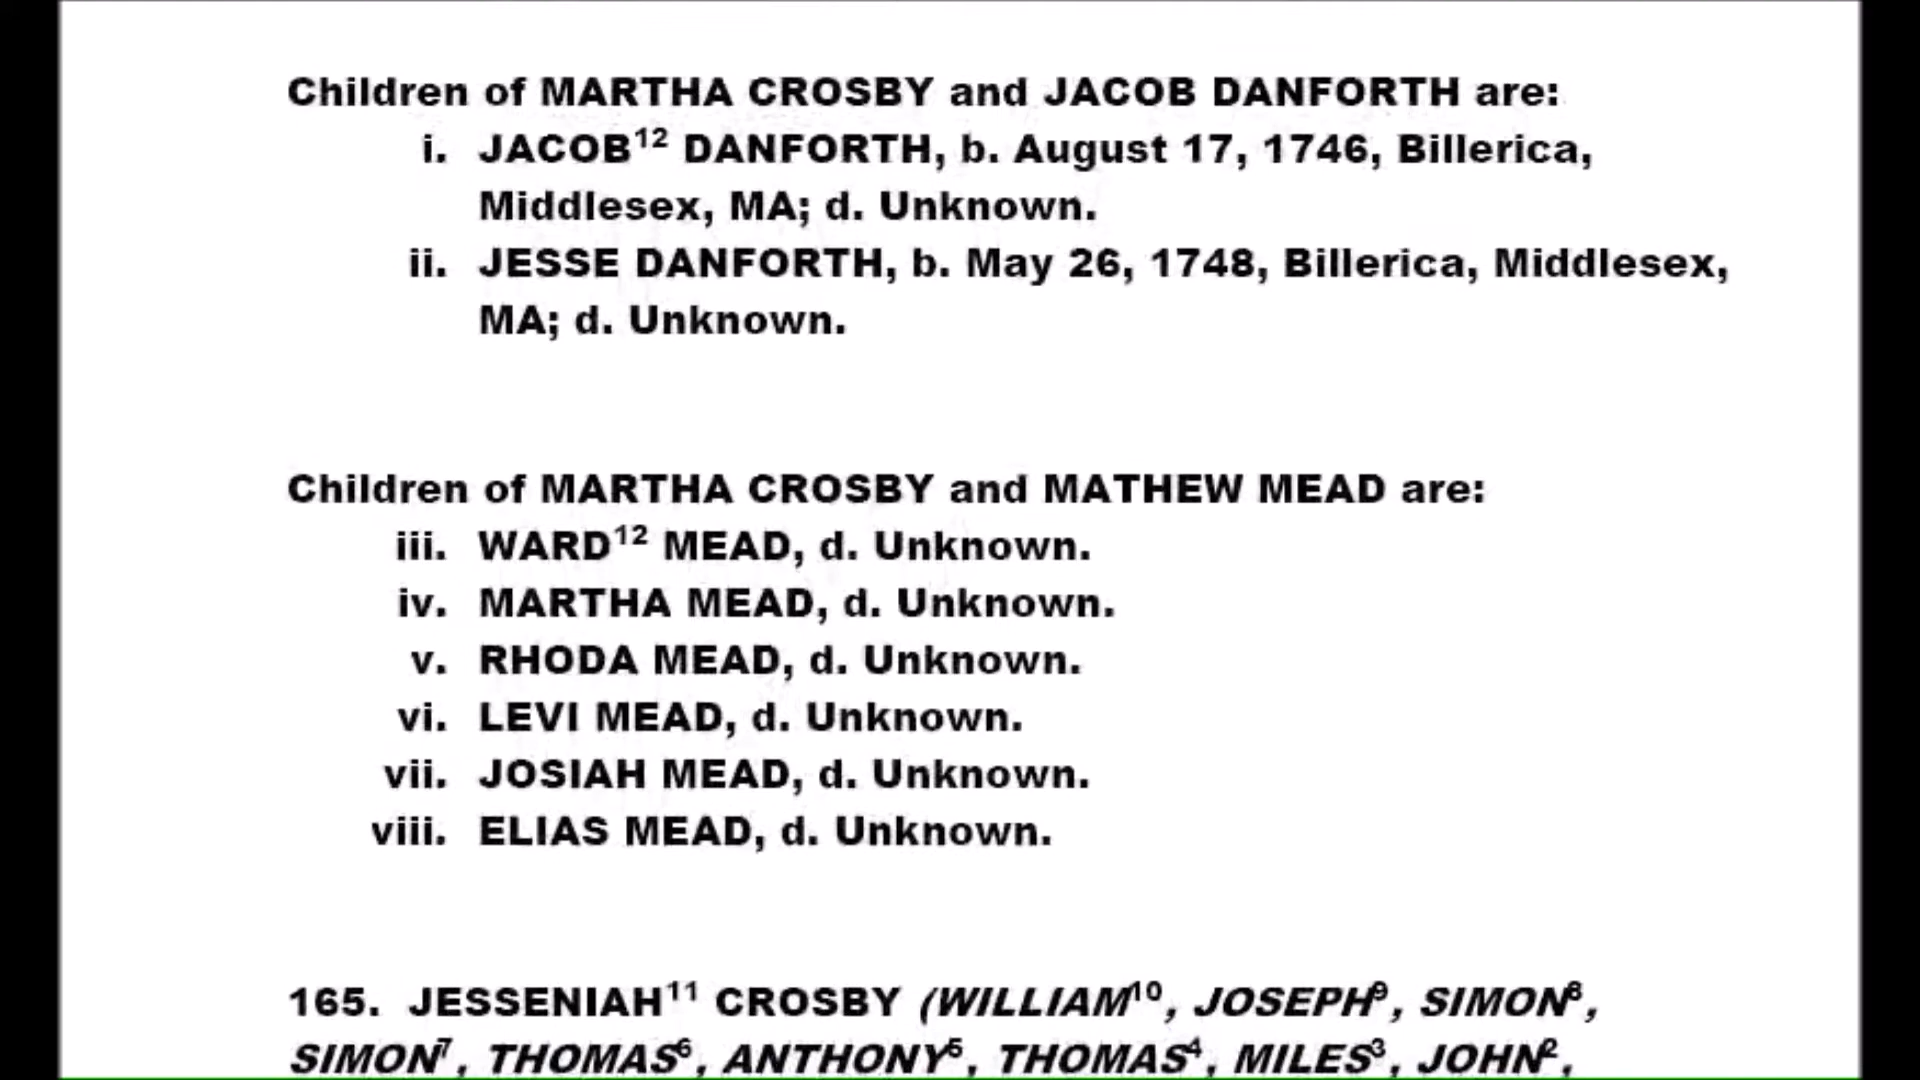 Children of MARTHA CROSBY and JACOB DANFORTH are:
i. JACOB¹² DANFORTH, b. August 17, 1746, Billerica,
Middlesex, MA; d. Unknown.
ii. JESSE DANFORTH, b. May 26, 1748, Billerica, Middlesex,
MA; d. Unknown.
Children of MARTHA CROSBY and MATHEW MEAD are:
iii. WARD¹² MEAD, d. Unknown.
iv. MARTHA MEAD, d. Unknown.
v. RHODA MEAD, d. Unknown.
vi. LEVI MEAD, d. Unknown.
vii. JOSIAH MEAD, d. Unknown.
viii. ELIAS MEAD, d. Unknown.
165. JESSENIAH¹¹ CROSBY (WILLIAM¹⁰, JOSEPH⁹, SIMON⁸,
SIMON⁷, THOMAS⁶, ANTHONY⁵, THOMAS⁴, MILES³, JOHN²,